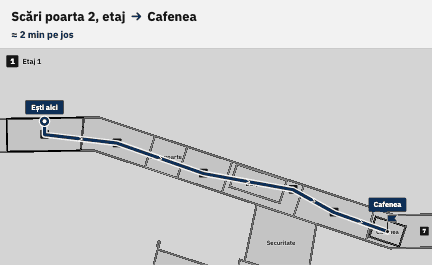 Scări poarta 2, etaj → Cafenea
≈ 2 min pe jos
1 Etaj 1
Ești aici
Cafenea
7
Securitate